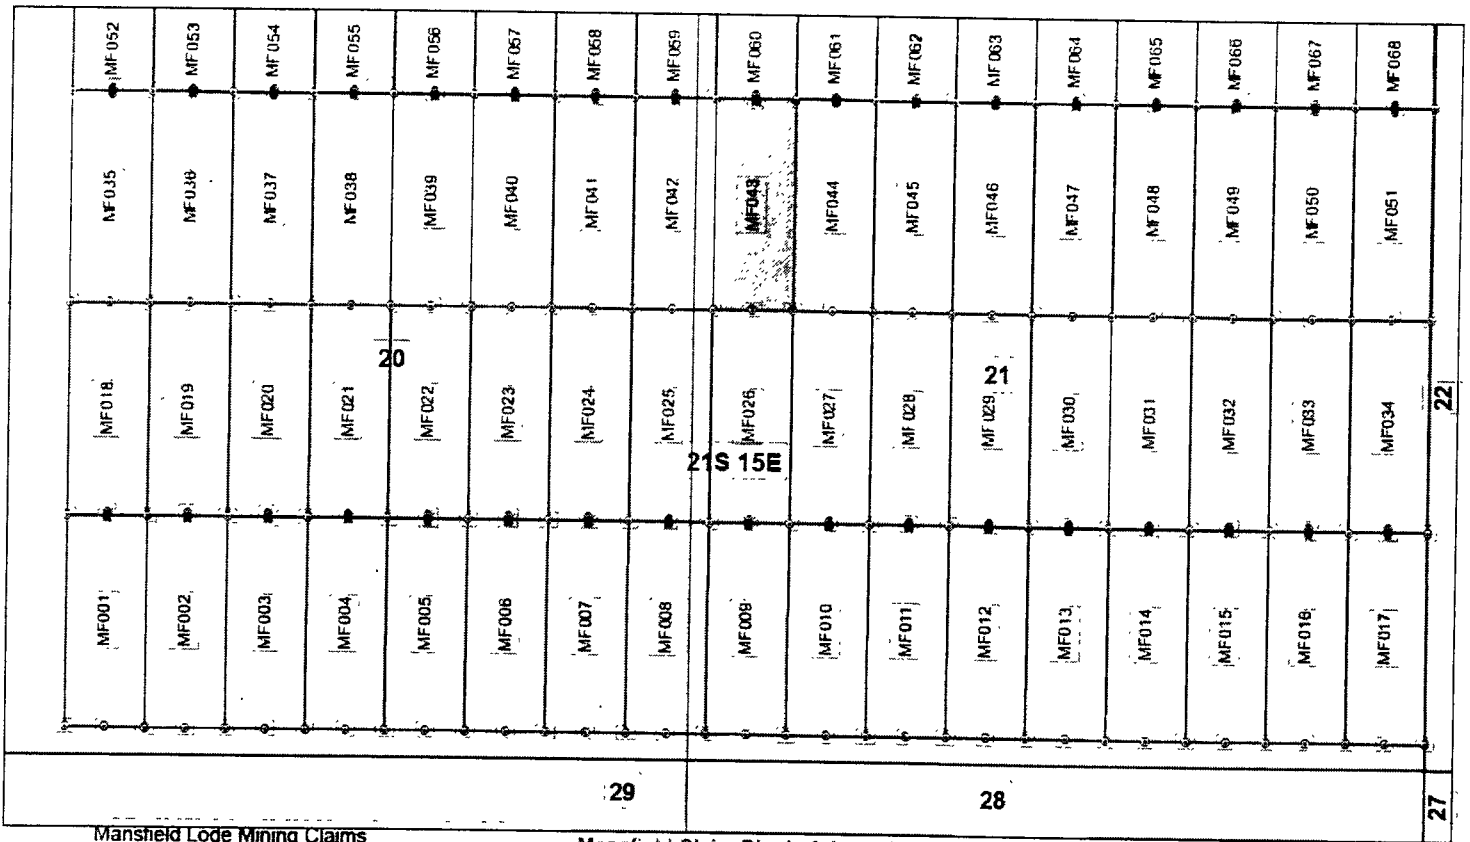 MF052 MF053 MF054 MF055 MF056 MF057 MF058 MF059 MF060 MF061 MF062 MF063 MF064 MF065 MF066 MF067 MF068
MF035 MF036 MF037 MF038 MF039 MF040 MF041 MF042 MF043 MF044 MF045 MF046 MF047 MF048 MF049 MF050 MF051
20 21 22
MF018 MF019 MF020 MF021 MF022 MF023 MF024 MF025 MF026 MF027 MF028 MF029 MF030 MF031 MF032 MF033 MF034
21S 15E
MF001 MF002 MF003 MF004 MF005 MF006 MF007 MF008 MF009 MF010 MF011 MF012 MF013 MF014 MF015 MF016 MF017
29 28 27
Mansfield Lode Mining Claims